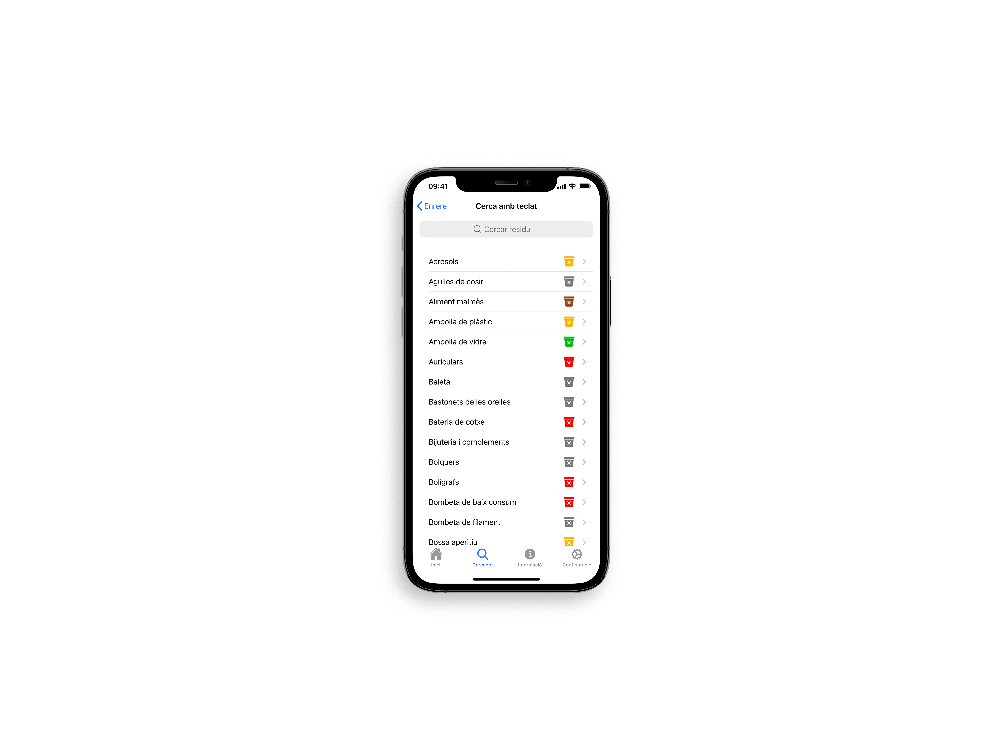 09:41
Enrere
Cerca amb teclat
Cercar residu
Aerosols
Agulles de cosir
Aliment malmès
Ampolla de plàstic
Ampolla de vidre
Auriculars
Baieta
Bastonets de les orelles
Bateria de cotxe
Bijuteria i complements
Bolquers
Bolígrafs
Bombeta de baix consum
Bombeta de filament
Bossa aperitiu
Inici
Cercador
Informació
Configuració